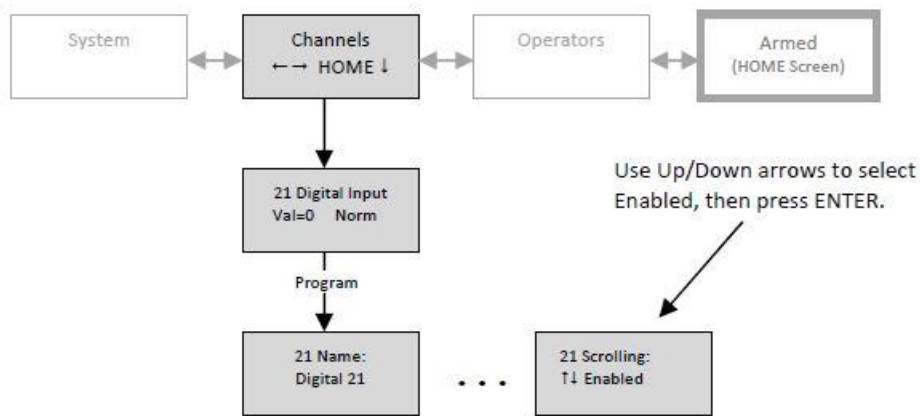 System
Channels
← → HOME ↓
Operators
Armed
(HOME Screen)
21 Digital Input
Val=0 Norm
Use Up/Down arrows to select
Enabled, then press ENTER.
Program
21 Name:
Digital 21
. . .
21 Scrolling:
↑↓ Enabled